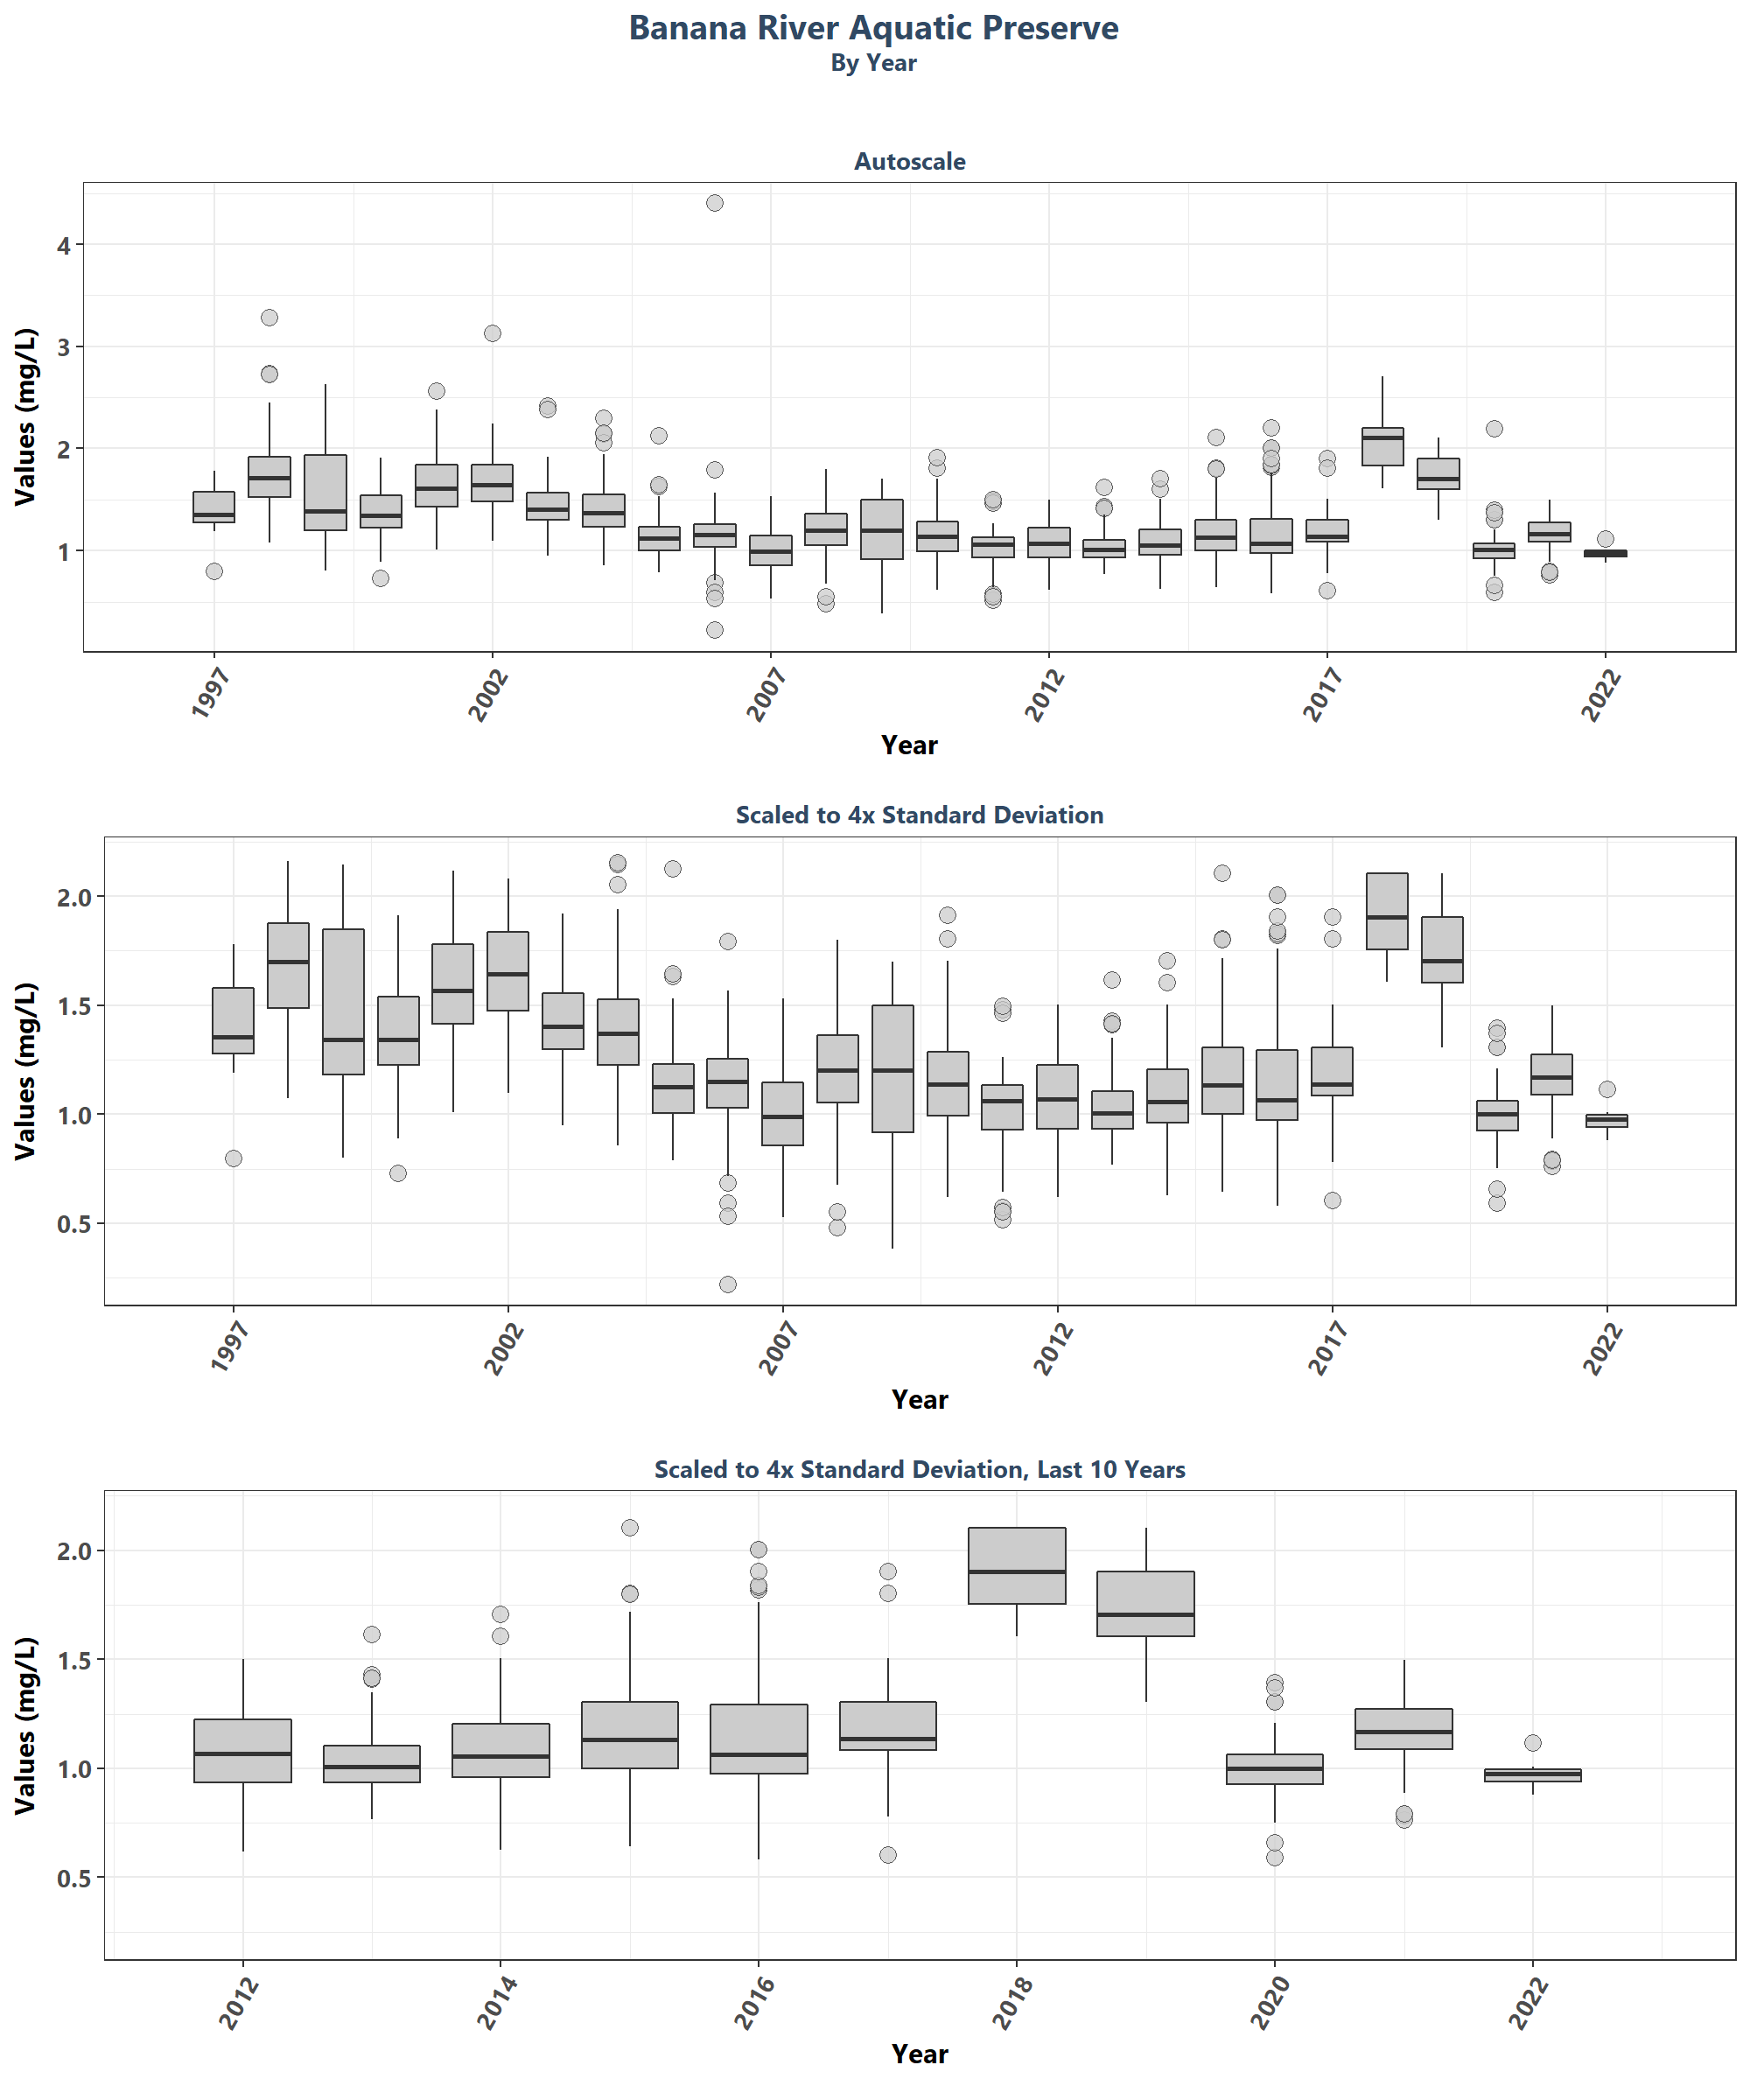 Banana River Aquatic Preserve
By Year
Autoscale
Values (mg/L)
4
3
2
1
1997
2002
2007
2012
2017
2022
Year
Scaled to 4x Standard Deviation
Values (mg/L)
2.0
1.5
1.0
0.5
1997
2002
2007
2012
2017
2022
Year
Scaled to 4x Standard Deviation, Last 10 Years
Values (mg/L)
2.0
1.5
1.0
0.5
2012
2014
2016
2018
2020
2022
Year